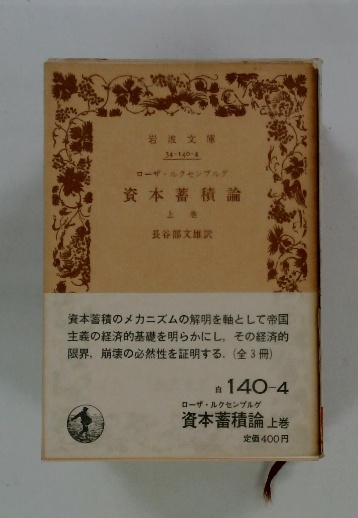 岩波文庫
34-140-4
ローザ・ルクセンブルグ
資本蓄積論
上巻
長谷部文雄訳
資本蓄積のメカニズムの解明を軸として帝国
主義の経済的基礎を明らかにし，その経済的
限界，崩壊の必然性を証明する．(全3冊)
白 140-4
ローザ・ルクセンブルグ
資本蓄積論 上巻
定価400円